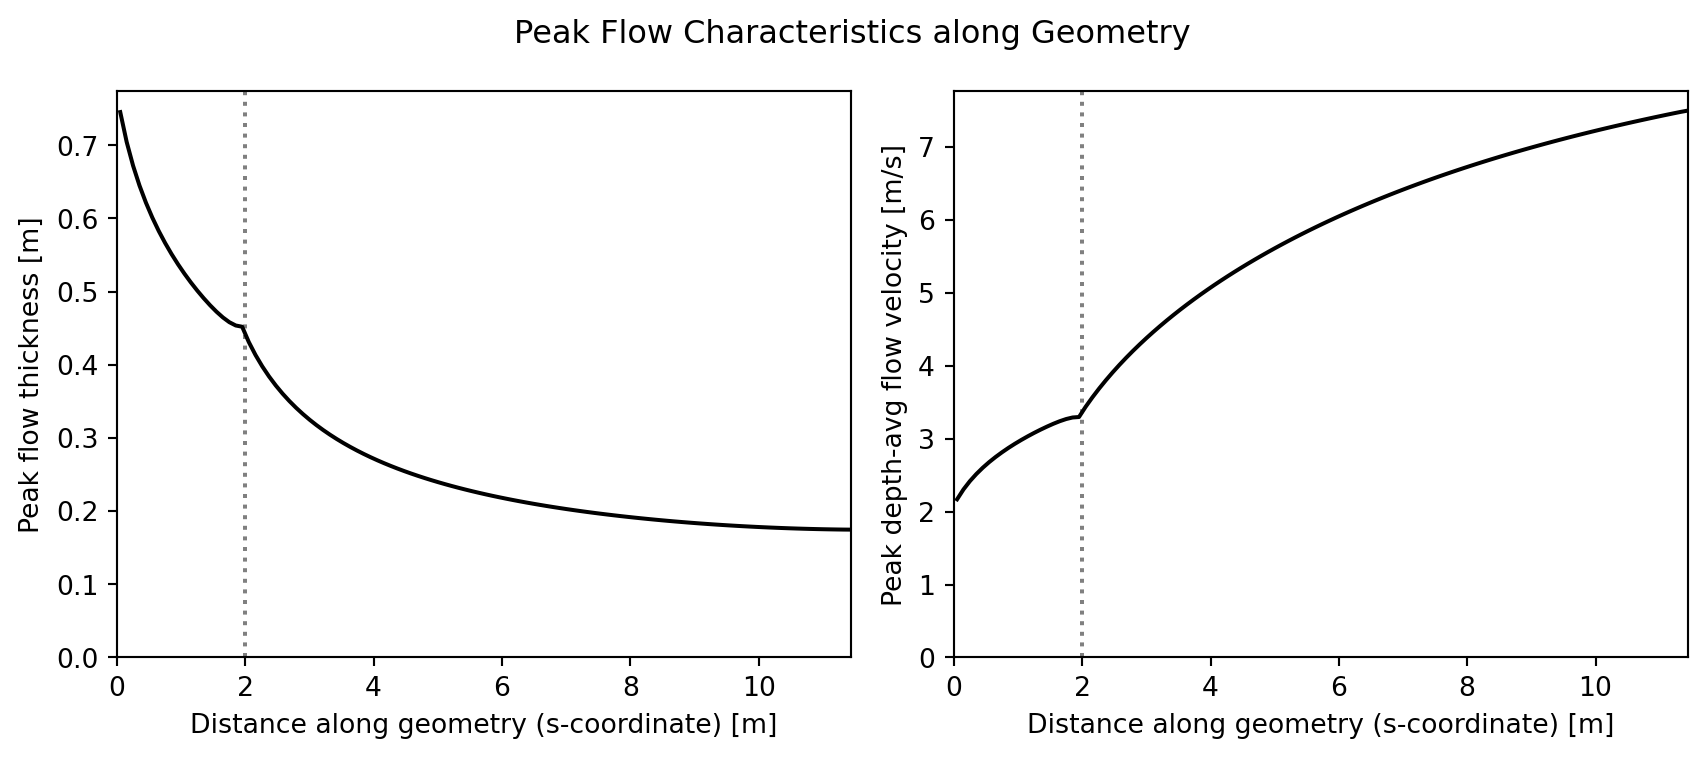 Peak Flow Characteristics along Geometry
Peak flow thickness [m]
0.7
0.6
0.5
0.4
0.3
0.2
0.1
0.0
0 2 4 6 8 10
Distance along geometry (s-coordinate) [m]
Peak depth-avg flow velocity [m/s]
7
6
5
4
3
2
1
0
0 2 4 6 8 10
Distance along geometry (s-coordinate) [m]